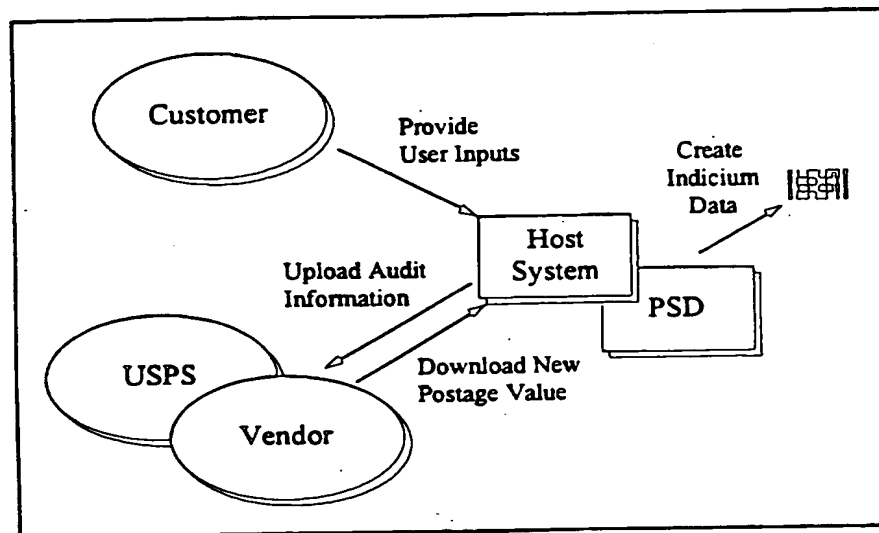 Customer
Provide
User Inputs
Create
Indicium
Data
Host
System
Upload Audit
Information
PSD
USPS
Download New
Postage Value
Vendor